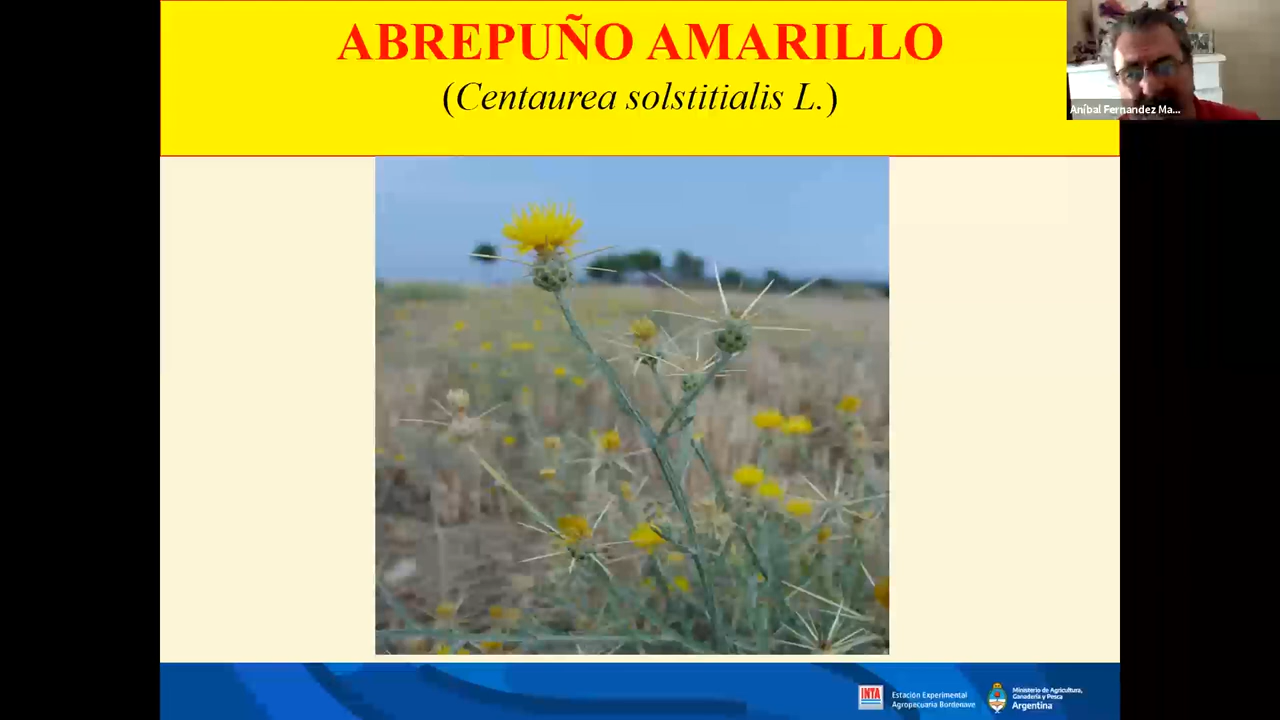 ABREPUÑO AMARILLO
(Centaurea solstitialis L.)
Aníbal Fernandez Ma...
INTA
Estación Experimental
Agropecuaria Bordenave
Ministerio de Agricultura,
Ganadería y Pesca
Argentina